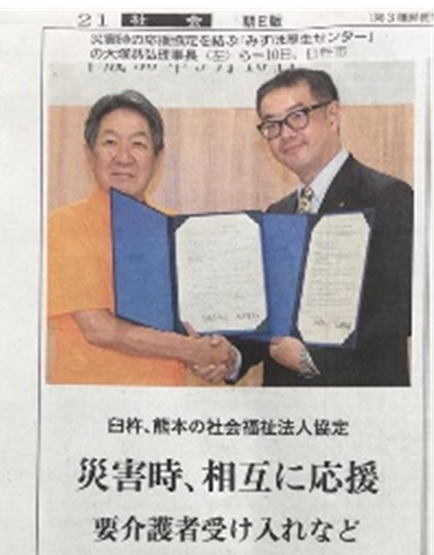 21 社会 朝日版
災害時の応援協定を結ぶ「みずほ厚生センター」
の大塚 弘理事長(左)ら=10日、臼杵市
臼杵、熊本の社会福祉法人協定
災害時、相互に応援
要介護者受け入れなど